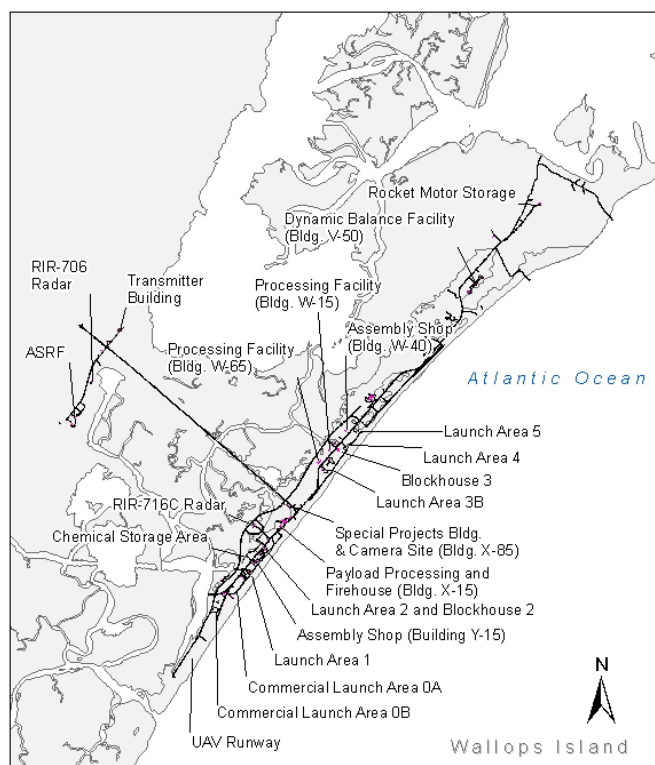 Rocket Motor Storage
Dynamic Balance Facility
(Bldg. V-50)
RIR-706
Radar
Transmitter
Building
Processing Facility
(Bldg. W-15)
Assembly Shop
(Bldg. W-40)
ASRF
Processing Facility
(Bldg. W-65)
Atlantic Ocean
Launch Area 5
Launch Area 4
Blockhouse 3
Launch Area 3B
RIR-716C Radar
Chemical Storage Area
Special Projects Bldg.
& Camera Site (Bldg. X-85)
Payload Processing and
Firehouse (Bldg. X-15)
Launch Area 2 and Blockhouse 2
Assembly Shop (Building Y-15)
Launch Area 1
Commercial Launch Area 0A
Commercial Launch Area 0B
UAV Runway
N
Wallops Island